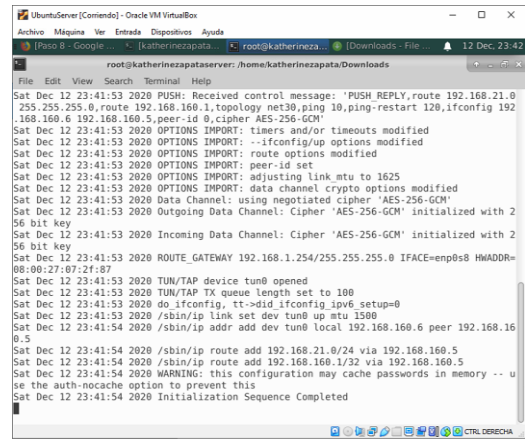 UbuntuServer [Corriendo] - Oracle VM VirtualBox
Archivo Máquina Ver Entrada Dispositivos Ayuda
[Paso 8 - Google ... [katherinezapata... root@katherineza... [Downloads - File ... 12 Dec, 23:42
root@katherinezapataserver: /home/katherinezapata/Downloads
File Edit View Search Terminal Help
Sat Dec 12 23:41:53 2020 PUSH: Received control message: 'PUSH_REPLY,route 192.168.21.0
255.255.255.0,route 192.168.160.1,topology net30,ping 10,ping-restart 120,ifconfig 192
.168.160.6 192.168.160.5,peer-id 0,cipher AES-256-GCM'
Sat Dec 12 23:41:53 2020 OPTIONS IMPORT: timers and/or timeouts modified
Sat Dec 12 23:41:53 2020 OPTIONS IMPORT: --ifconfig/up options modified
Sat Dec 12 23:41:53 2020 OPTIONS IMPORT: route options modified
Sat Dec 12 23:41:53 2020 OPTIONS IMPORT: peer-id set
Sat Dec 12 23:41:53 2020 OPTIONS IMPORT: adjusting link_mtu to 1625
Sat Dec 12 23:41:53 2020 OPTIONS IMPORT: data channel crypto options modified
Sat Dec 12 23:41:53 2020 Data Channel: using negotiated cipher 'AES-256-GCM'
Sat Dec 12 23:41:53 2020 Outgoing Data Channel: Cipher 'AES-256-GCM' initialized with 2
56 bit key
Sat Dec 12 23:41:53 2020 Incoming Data Channel: Cipher 'AES-256-GCM' initialized with 2
56 bit key
Sat Dec 12 23:41:53 2020 ROUTE_GATEWAY 192.168.1.254/255.255.255.0 IFACE=enp0s8 HWADDR=
08:00:27:07:2f:87
Sat Dec 12 23:41:53 2020 TUN/TAP device tun0 opened
Sat Dec 12 23:41:53 2020 TUN/TAP TX queue length set to 100
Sat Dec 12 23:41:53 2020 do_ifconfig, tt->did_ifconfig_ipv6_setup=0
Sat Dec 12 23:41:53 2020 /sbin/ip link set dev tun0 up mtu 1500
Sat Dec 12 23:41:54 2020 /sbin/ip addr add dev tun0 local 192.168.160.6 peer 192.168.16
0.5
Sat Dec 12 23:41:54 2020 /sbin/ip route add 192.168.21.0/24 via 192.168.160.5
Sat Dec 12 23:41:54 2020 /sbin/ip route add 192.168.160.1/32 via 192.168.160.5
Sat Dec 12 23:41:54 2020 WARNING: this configuration may cache passwords in memory -- u
se the auth-nocache option to prevent this
Sat Dec 12 23:41:54 2020 Initialization Sequence Completed
CTRL DERECHA